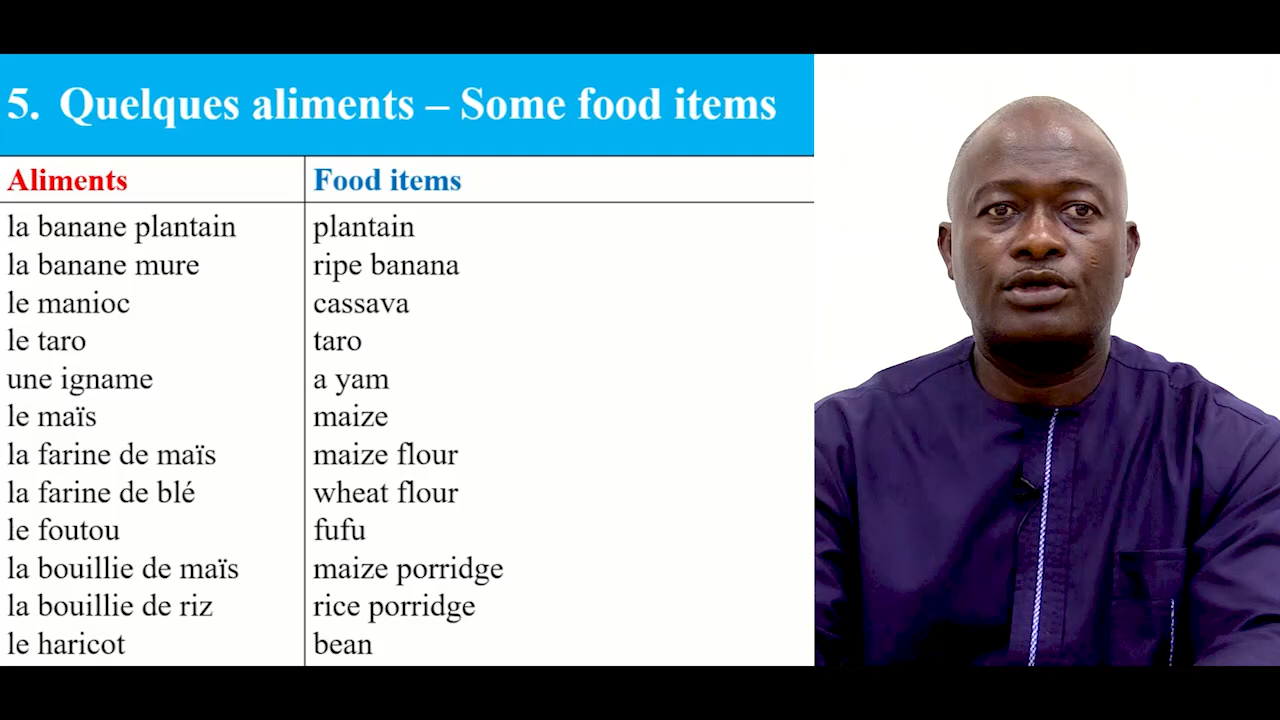 5. Quelques aliments – Some food items
Aliments Food items
la banane plantain plantain
la banane mure ripe banana
le manioc cassava
le taro taro
une igname a yam
le maïs maize
la farine de maïs maize flour
la farine de blé wheat flour
le foutou fufu
la bouillie de maïs maize porridge
la bouillie de riz rice porridge
le haricot bean